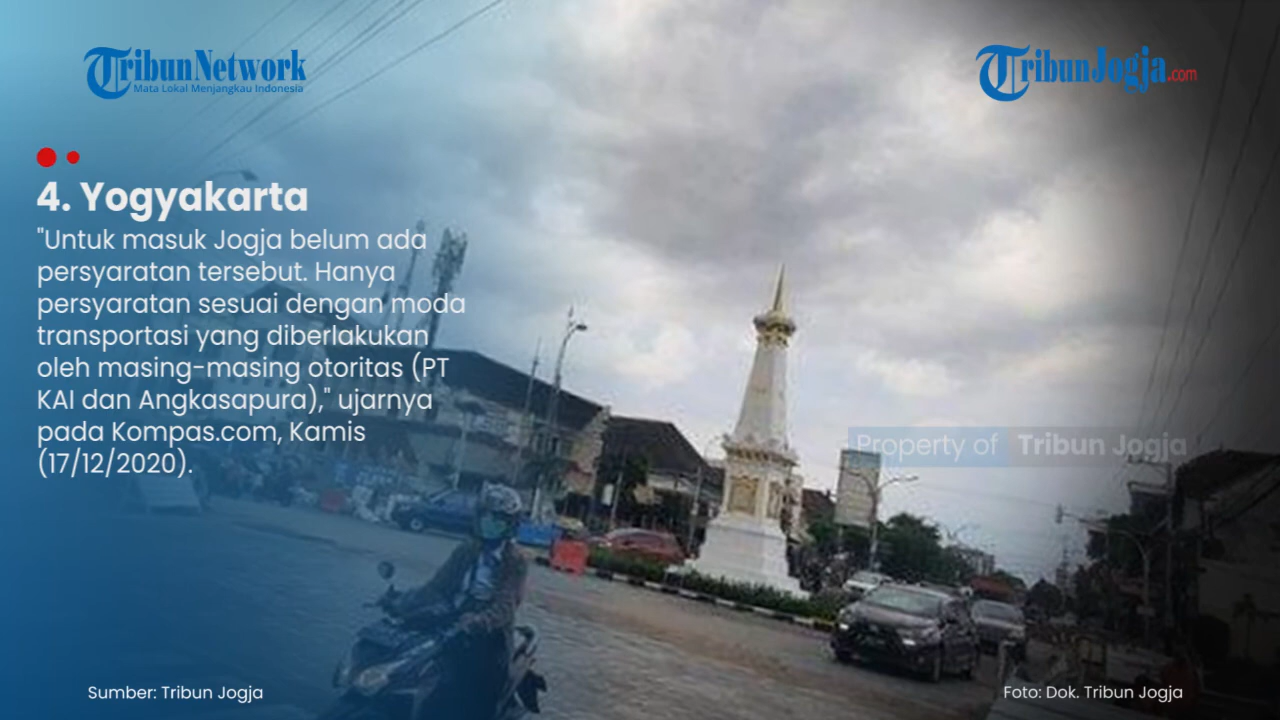 TribunNetwork
Mata Lokal Menjangkau Indonesia
TribunJogja.com
4. Yogyakarta
"Untuk masuk Jogja belum ada
persyaratan tersebut. Hanya
persyaratan sesuai dengan moda
transportasi yang diberlakukan
oleh masing-masing otoritas (PT
KAI dan Angkasapura)," ujarnya
pada Kompas.com, Kamis
(17/12/2020).
Property of Tribun Jogja
Sumber: Tribun Jogja
Foto: Dok. Tribun Jogja